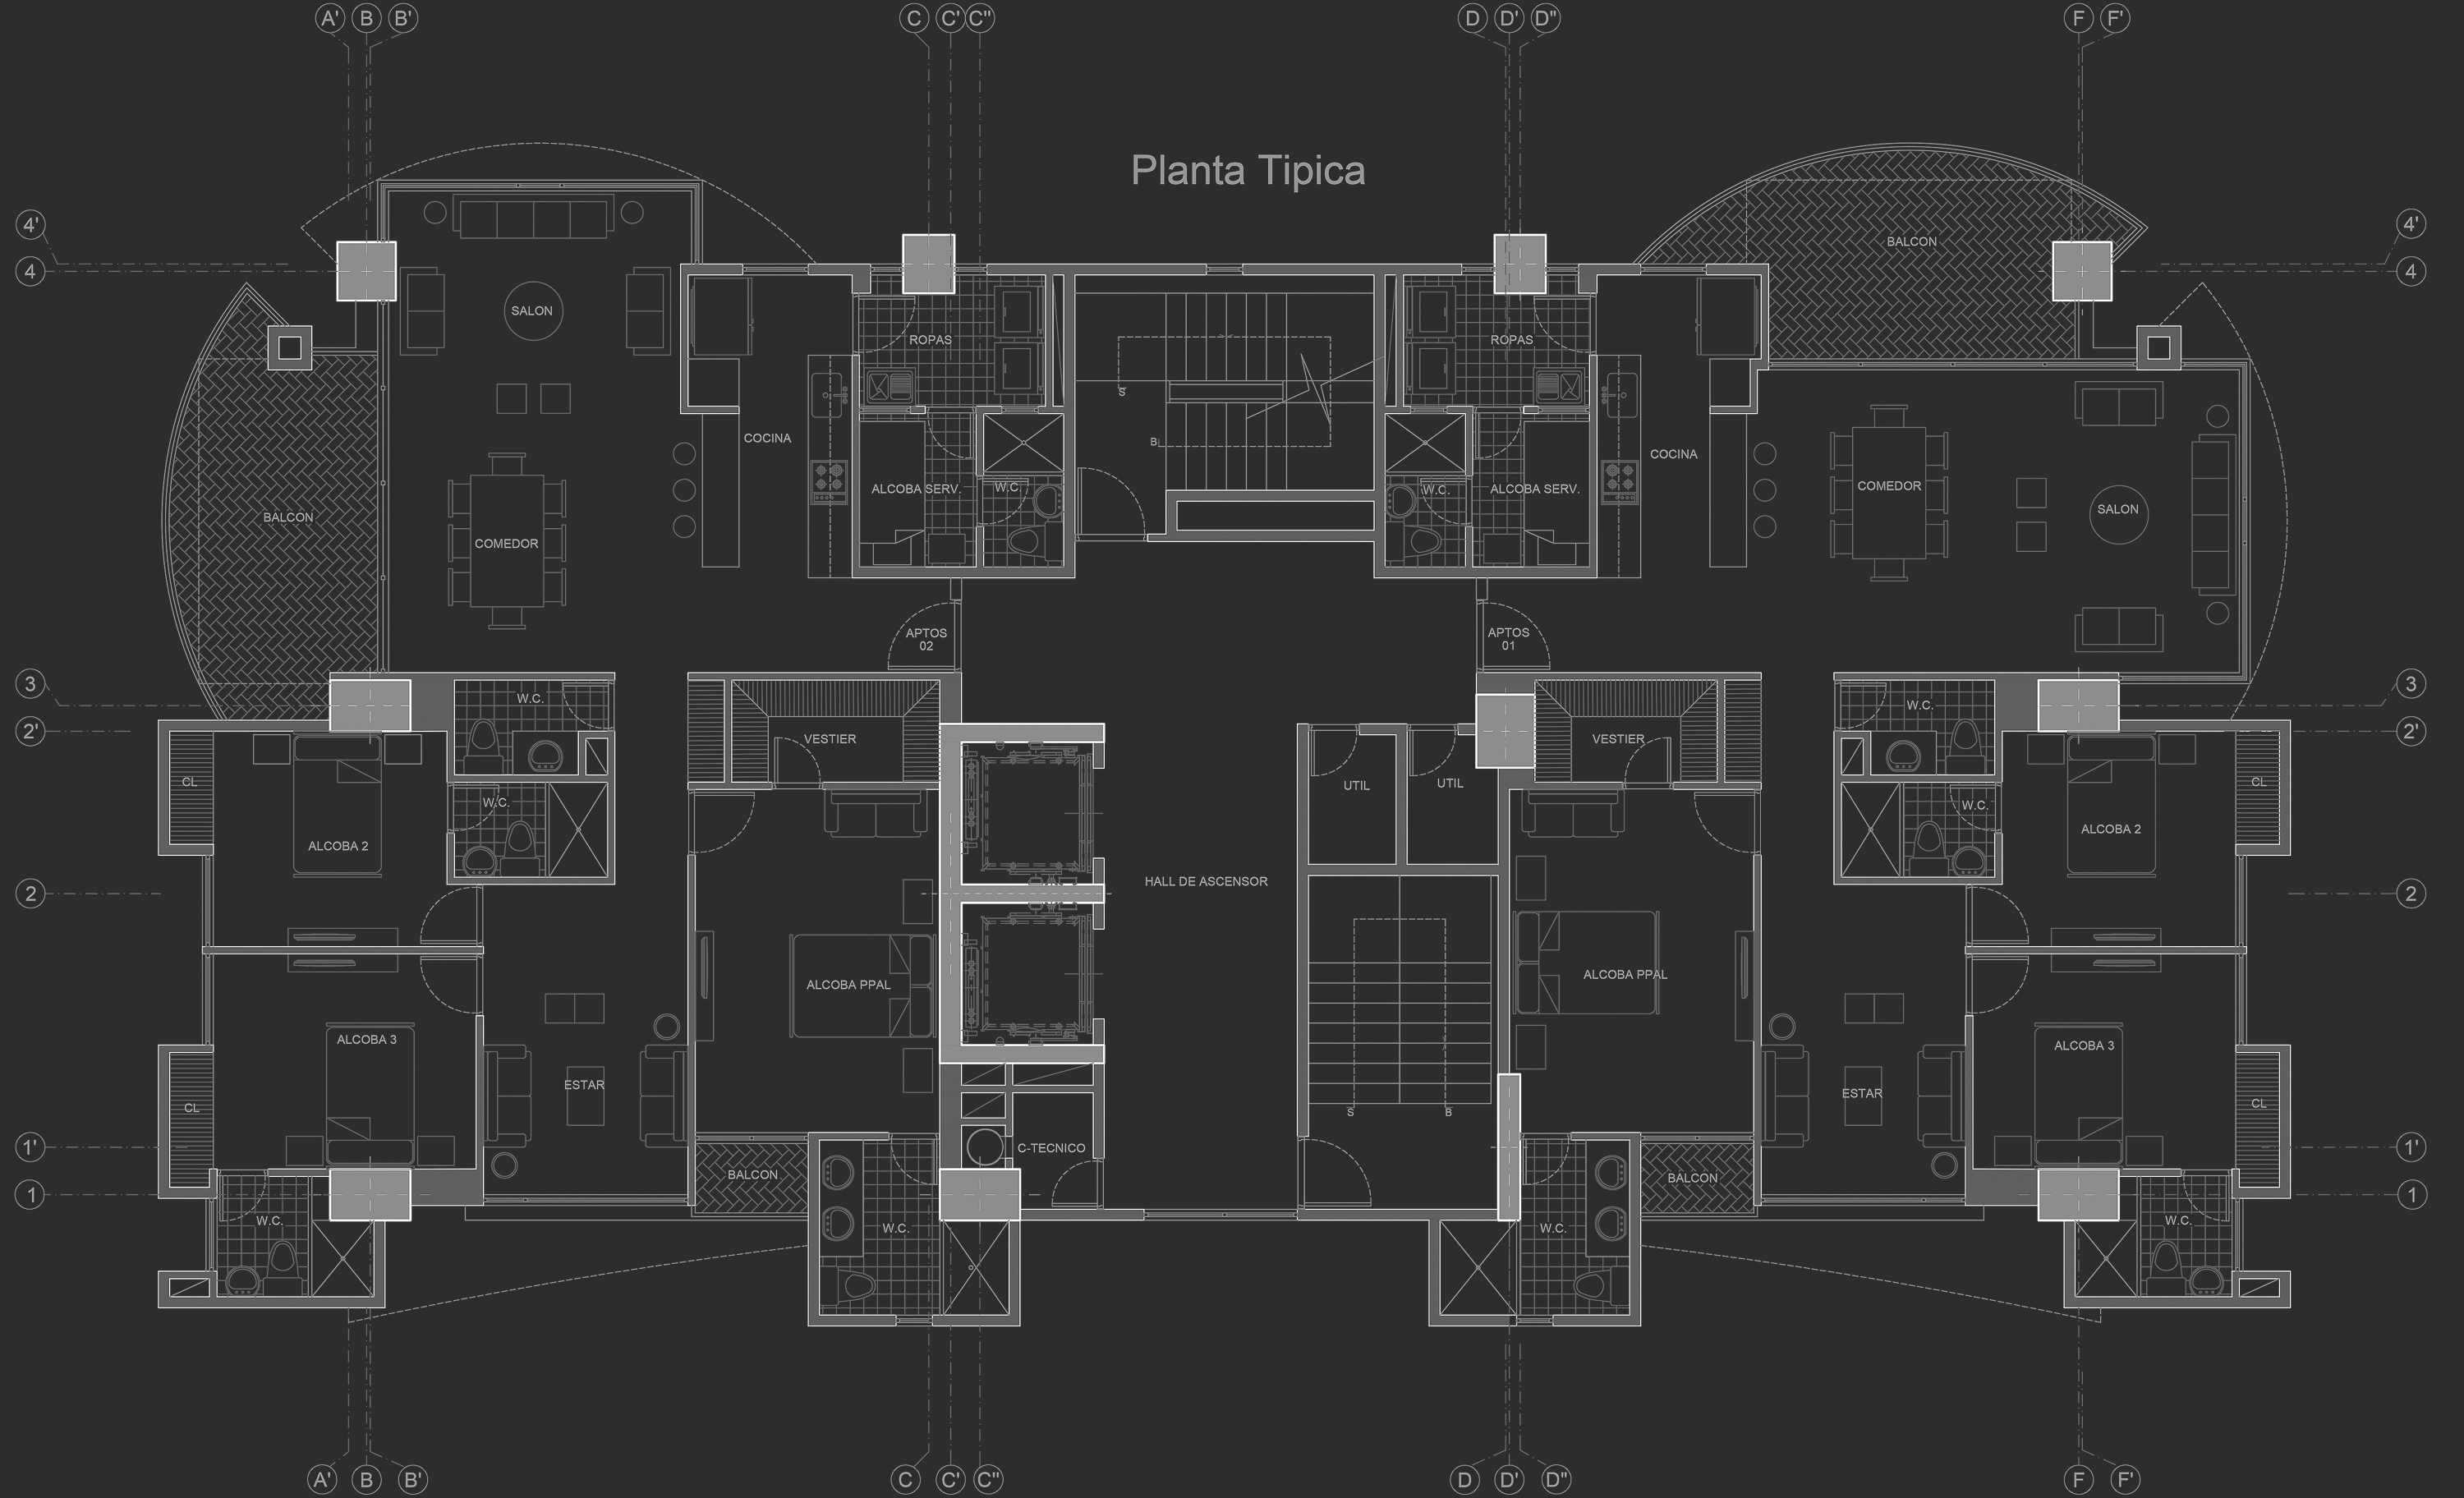 A' B B' C C' C" D D' D" F F'
Planta Tipica
4' 4'
BALCON
4 4
SALON
ROPAS ROPAS
S
COCINA B
COCINA
ALCOBA SERV. W.C. W.C. ALCOBA SERV. COMEDOR
SALON
BALCON
COMEDOR
APTOS
02
APTOS
01
3 3
W.C. W.C.
2' 2'
VESTIER VESTIER
CL UTIL UTIL CL
W.C. W.C.
ALCOBA 2 ALCOBA 2
HALL DE ASCENSOR
2 2
ALCOBA PPAL ALCOBA PPAL
ALCOBA 3 ALCOBA 3
ESTAR ESTAR
CL S B CL
1' C-TECNICO 1'
BALCON BALCON
1 1
W.C. W.C. W.C. W.C.
A' B B' C C' C" D D' D" F F'